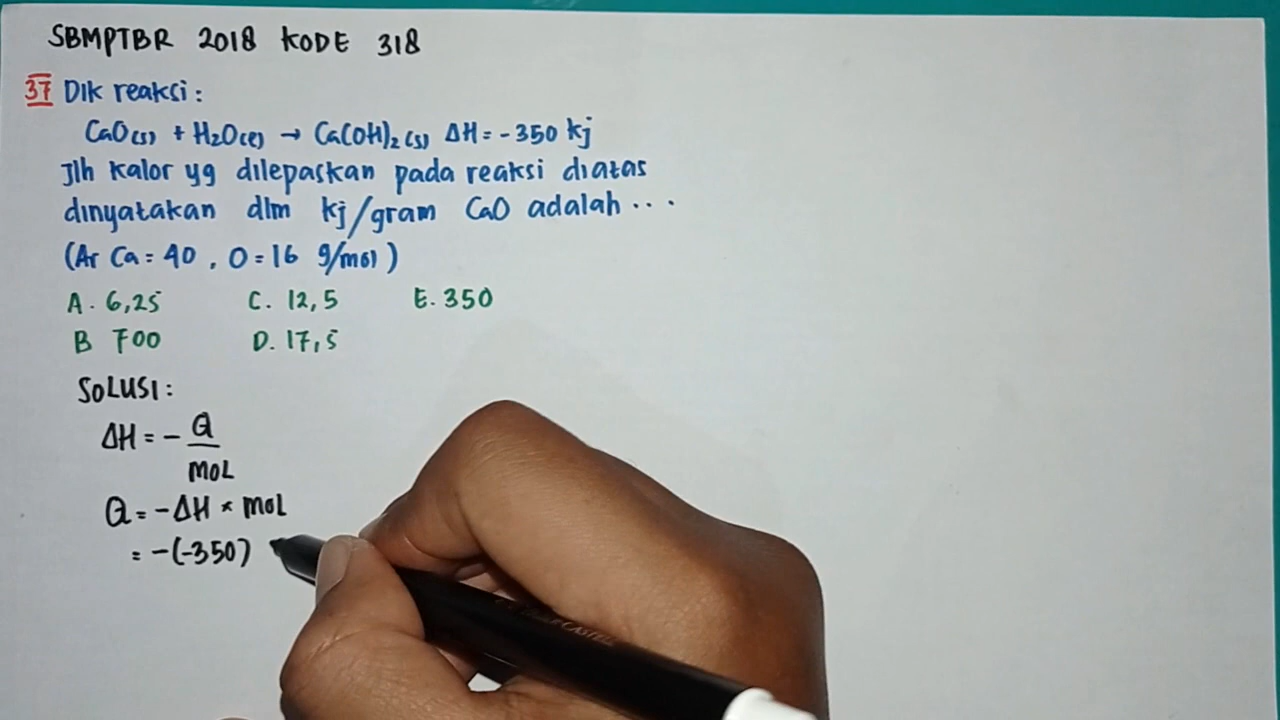 SBMPTBR 2018 KODE 318
37 Dik reaksi:
CaO(s) + H2O(l) → Ca(OH)2(s) ΔH = -350 kj
Jlh kalor yg dilepaskan pada reaksi diatas
dinyatakan dlm kj/gram CaO adalah ...
(Ar Ca = 40, O = 16 g/mol)
A. 6,25 C. 12,5 E. 350
B 700 D. 17,5
SOLUSI:
ΔH = - Q
MOL
Q = -ΔH × MOL
= -(-350)